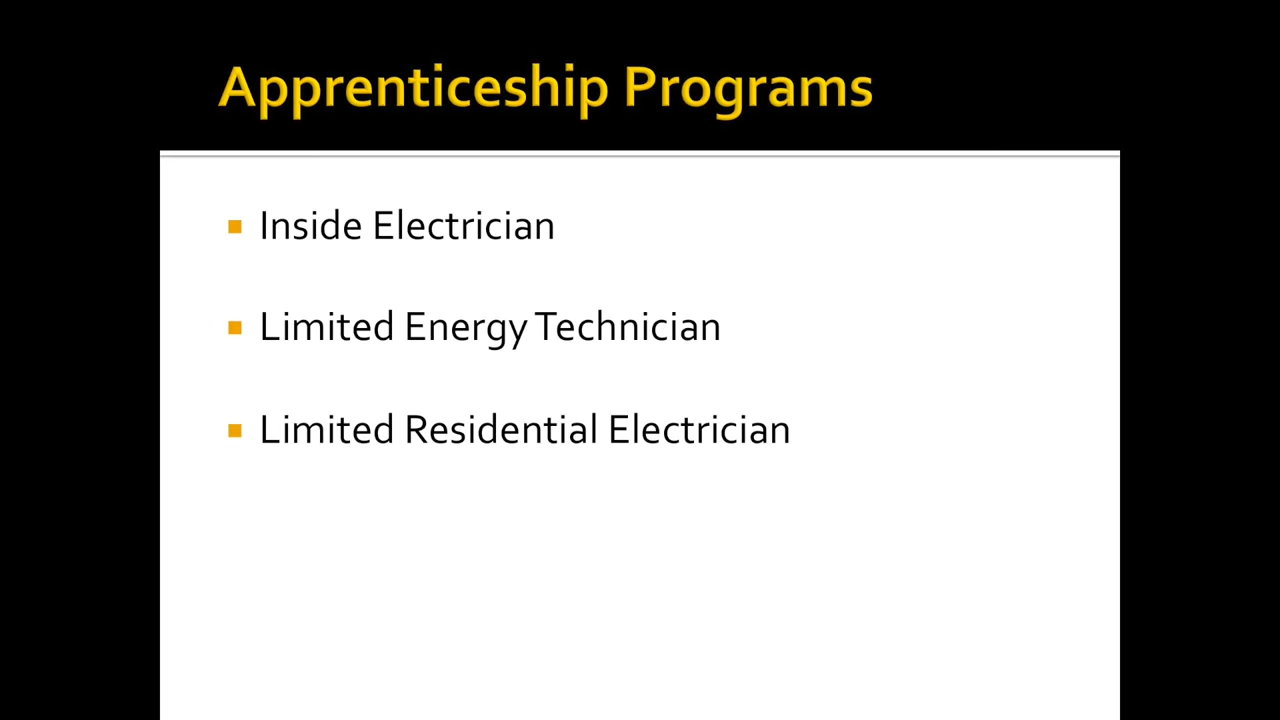 Apprenticeship Programs
Inside Electrician
Limited Energy Technician
Limited Residential Electrician